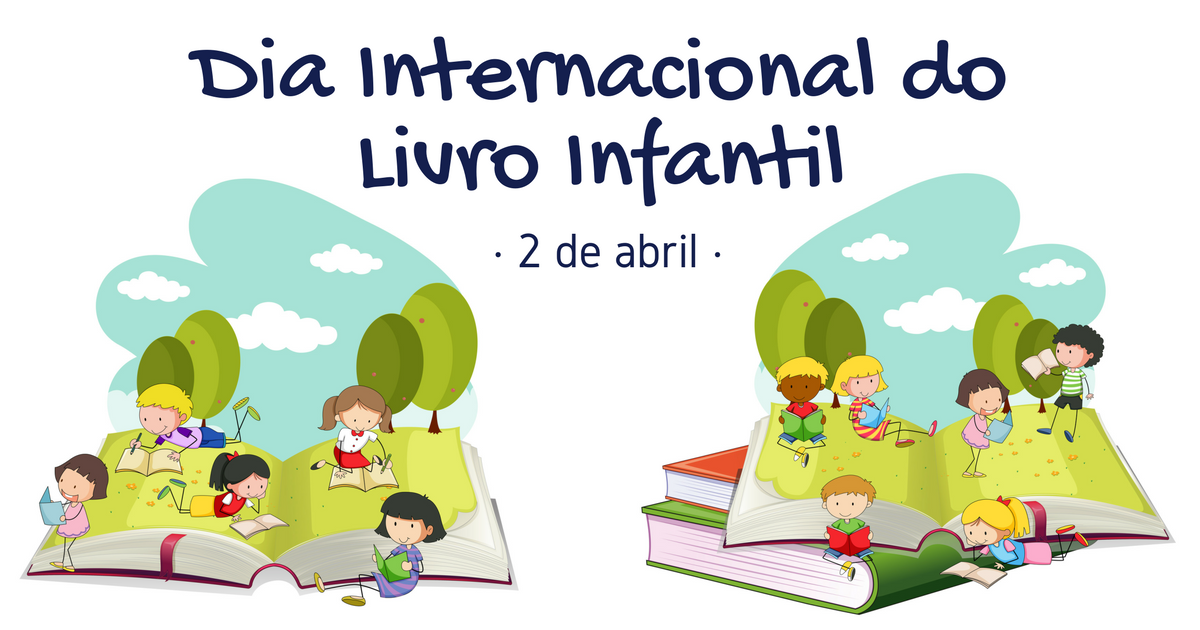 Dia Internacional do
Livro Infantil
· 2 de abril ·